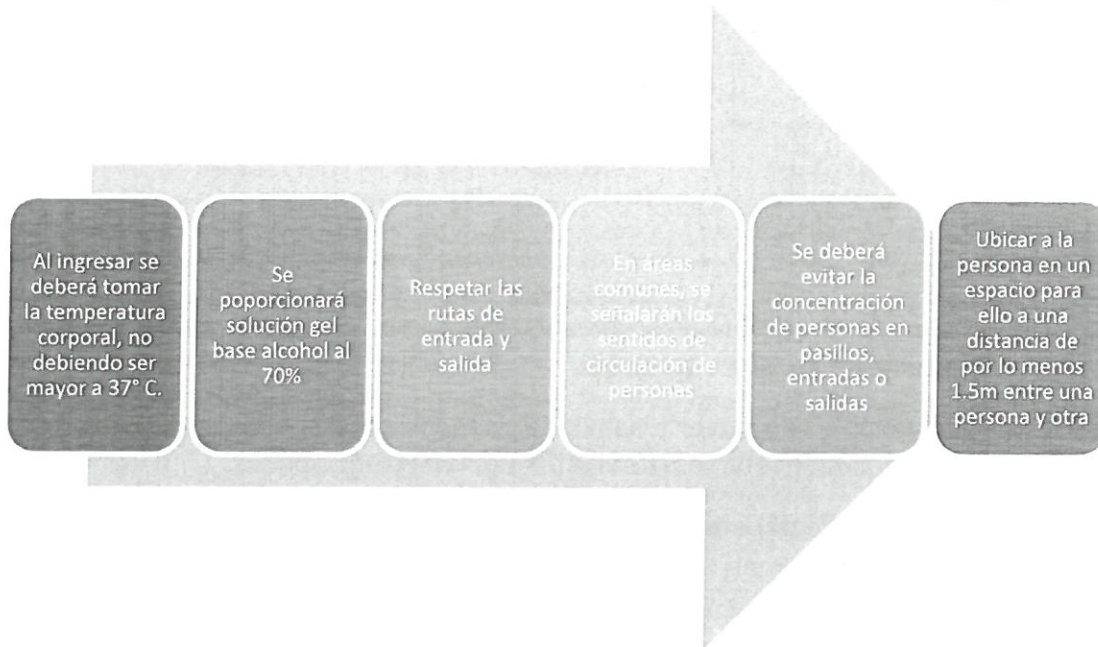 Al ingresar se
deberá tomar
la temperatura
corporal, no
debiendo ser
mayor a 37° C.
Se
poporcionará
solución gel
base alcohol al
70%
Respetar las
rutas de
entrada y
salida
En áreas
comunes, se
señalarán los
sentidos de
circulación de
personas
Se deberá
evitar la
concentración
de personas en
pasillos,
entradas o
salidas
Ubicar a la
persona en un
espacio para
ello a una
distancia de
por lo menos
1.5m entre una
persona y otra